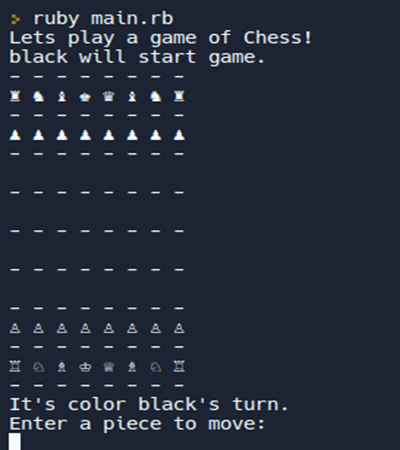 > ruby main.rb
Lets play a game of Chess!
black will start game.
– – – – – – – –
♜ ♞ ♝ ♚ ♛ ♝ ♞ ♜
– – – – – – – –
♟ ♟ ♟ ♟ ♟ ♟ ♟ ♟
– – – – – – – –
– – – – – – – –
– – – – – – – –
– – – – – – – –
– – – – – – – –
♙ ♙ ♙ ♙ ♙ ♙ ♙ ♙
– – – – – – – –
♖ ♘ ♗ ♔ ♕ ♗ ♘ ♖
– – – – – – – –
It's color black's turn.
Enter a piece to move: